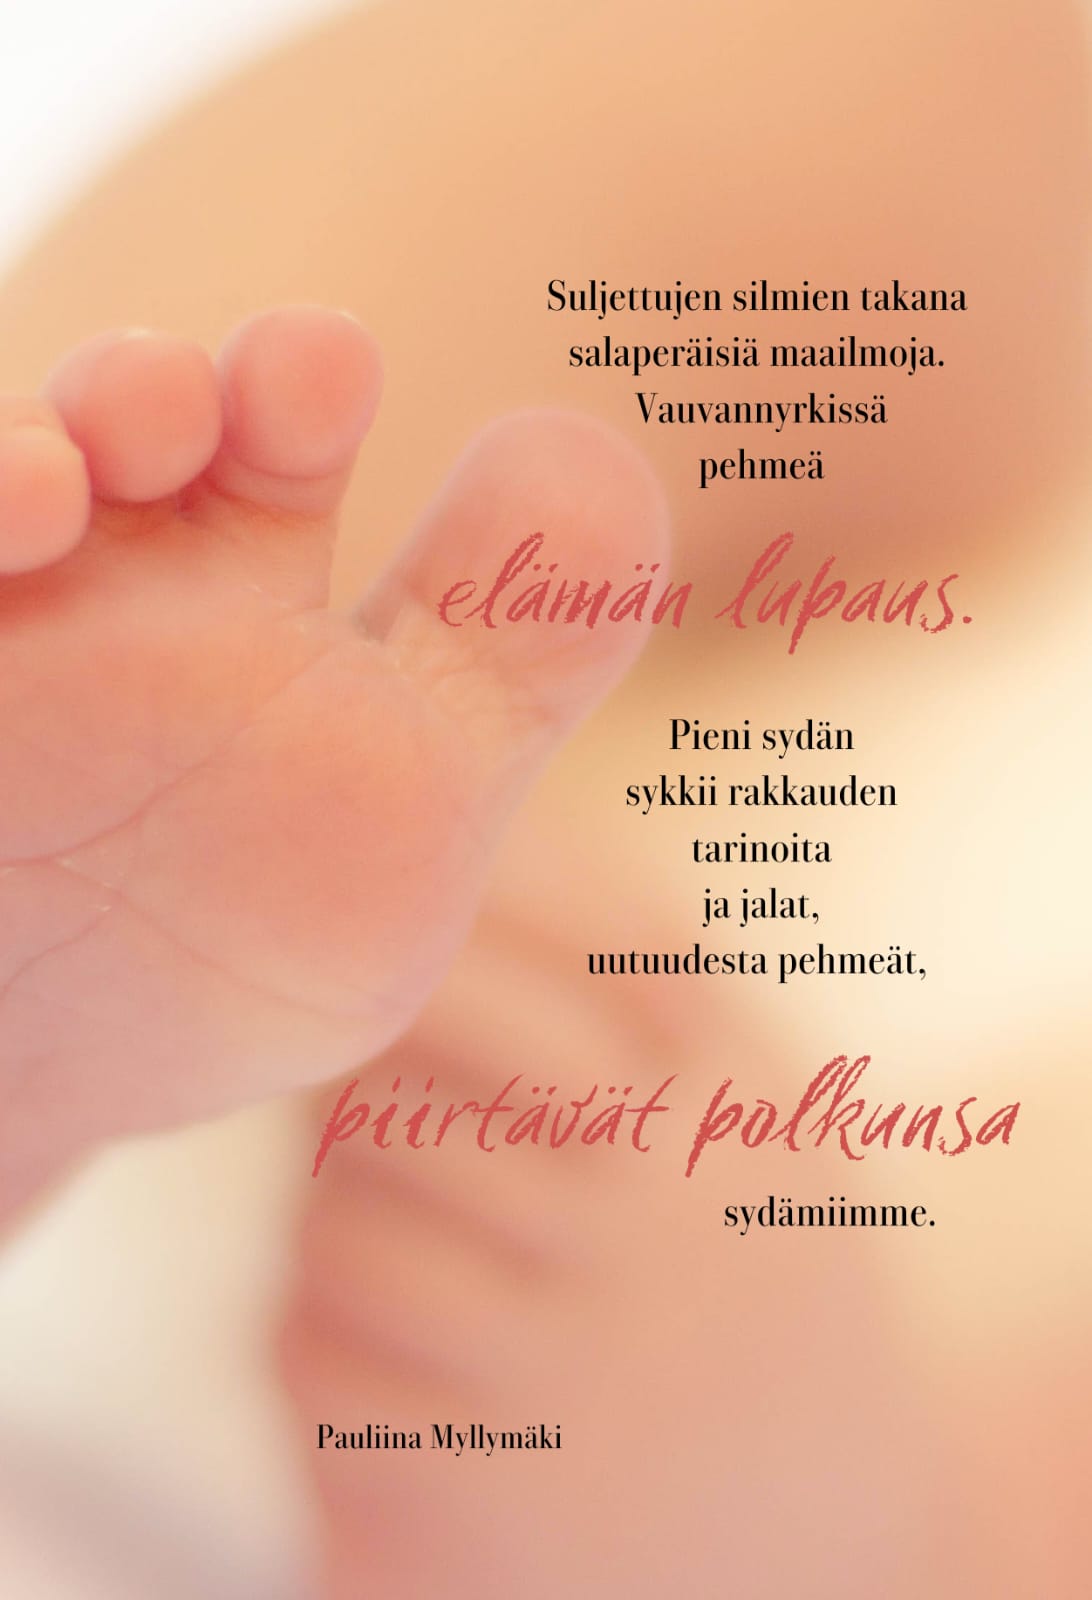 Suljettujen silmien takana
salaperäisiä maailmoja.
Vauvannyrkissä
pehmeä
elämän lupaus.
Pieni sydän
sykkii rakkauden
tarinoita
ja jalat,
uutuudesta pehmeät,
piirtävät polkunsa
sydämiimme.
Pauliina Myllymäki